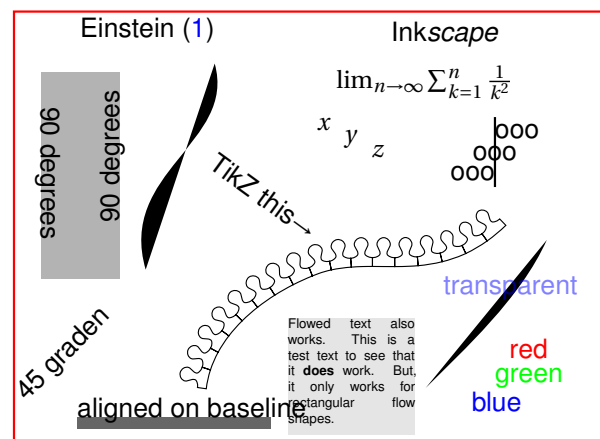 Einstein (1)
Inkscape
lim_{n→∞} ∑_{k=1}^{n} 1/k²
x
y
z
ooo
ooo
ooo
90 degrees
90 degrees
TikZ this→
transparent
45 graden
Flowed text also
works. This is a
test text to see that
it does work. But,
it only works for
rectangular flow
shapes.
red
green
blue
aligned on baseline